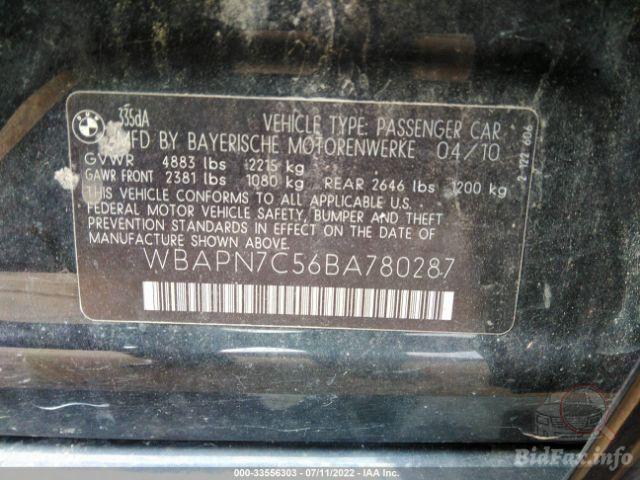 BMW
335dA
VEHICLE TYPE: PASSENGER CAR
MFD BY BAYERISCHE MOTORENWERKE 04/10
GVWR 4883 lbs 2215 kg
GAWR FRONT 2381 lbs 1080 kg REAR 2646 lbs 1200 kg
THIS VEHICLE CONFORMS TO ALL APPLICABLE U.S.
FEDERAL MOTOR VEHICLE SAFETY, BUMPER AND THEFT
PREVENTION STANDARDS IN EFFECT ON THE DATE OF
MANUFACTURE SHOWN ABOVE.
WBAPN7C56BA780287
000-33556303 - 07/11/2022 - IAA Inc.
BidFax.info